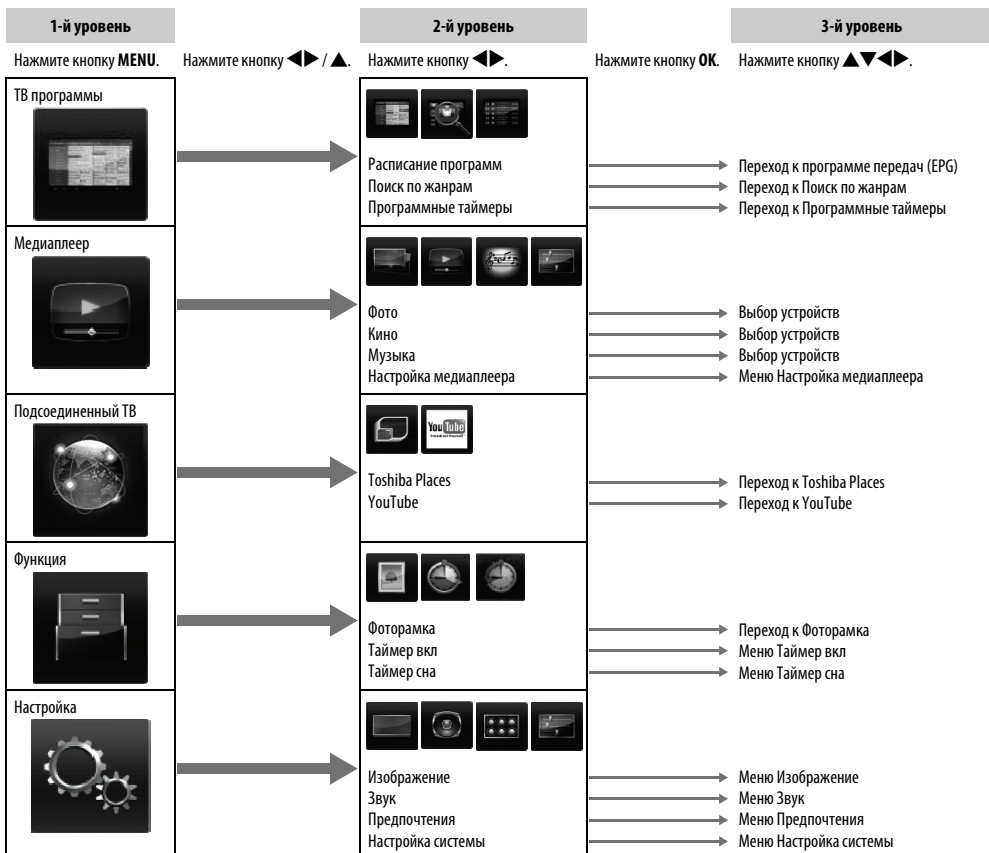 1-й уровень
2-й уровень
3-й уровень
Нажмите кнопку MENU.
Нажмите кнопку ◀▶ / ▲.
Нажмите кнопку ◀▶.
Нажмите кнопку OK.
Нажмите кнопку ▲▼◀▶.
ТВ программы
Расписание программ
Переход к программе передач (EPG)
Поиск по жанрам
Переход к Поиск по жанрам
Программные таймеры
Переход к Программные таймеры
Медиаплеер
Фото
Выбор устройств
Кино
Выбор устройств
Музыка
Выбор устройств
Настройка медиаплеера
Меню Настройка медиаплеера
Подсоединенный ТВ
YouTube
Toshiba Places
Переход к Toshiba Places
YouTube
Переход к YouTube
Функция
Фоторамка
Переход к Фоторамка
Таймер вкл
Меню Таймер вкл
Таймер сна
Меню Таймер сна
Настройка
Изображение
Меню Изображение
Звук
Меню Звук
Предпочтения
Меню Предпочтения
Настройка системы
Меню Настройка системы